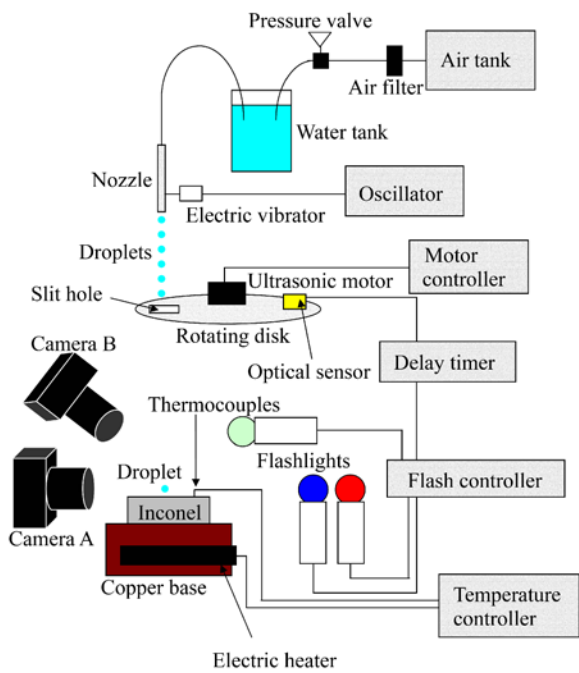 Pressure valve
Air tank
Air filter
Water tank
Nozzle
Oscillator
Electric vibrator
Droplets
Motor
controller
Ultrasonic motor
Slit hole
Rotating disk
Camera B
Optical sensor
Delay timer
Thermocouples
Flashlights
Flash controller
Droplet
Inconel
Camera A
Copper base
Temperature
controller
Electric heater